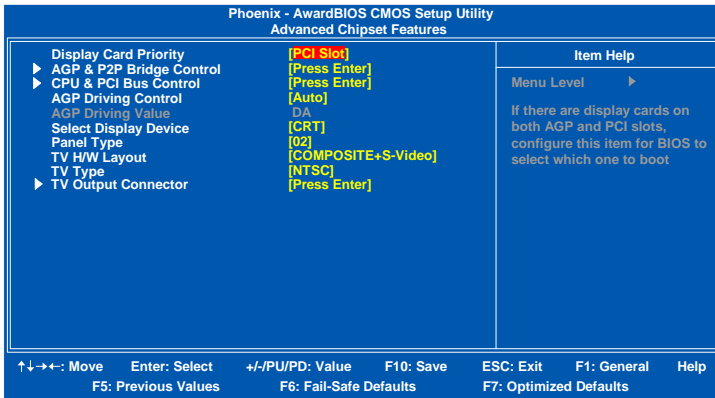 Phoenix - AwardBIOS CMOS Setup Utility
Advanced Chipset Features
Display Card Priority [PCI Slot]
AGP & P2P Bridge Control [Press Enter]
CPU & PCI Bus Control [Press Enter]
AGP Driving Control [Auto]
AGP Driving Value DA
Select Display Device [CRT]
Panel Type [02]
TV H/W Layout [COMPOSITE+S-Video]
TV Type [NTSC]
TV Output Connector [Press Enter]
Item Help
Menu Level
If there are display cards on
both AGP and PCI slots,
configure this item for BIOS to
select which one to boot
↑↓→←: Move Enter: Select +/-/PU/PD: Value F10: Save ESC: Exit F1: General Help
F5: Previous Values F6: Fail-Safe Defaults F7: Optimized Defaults